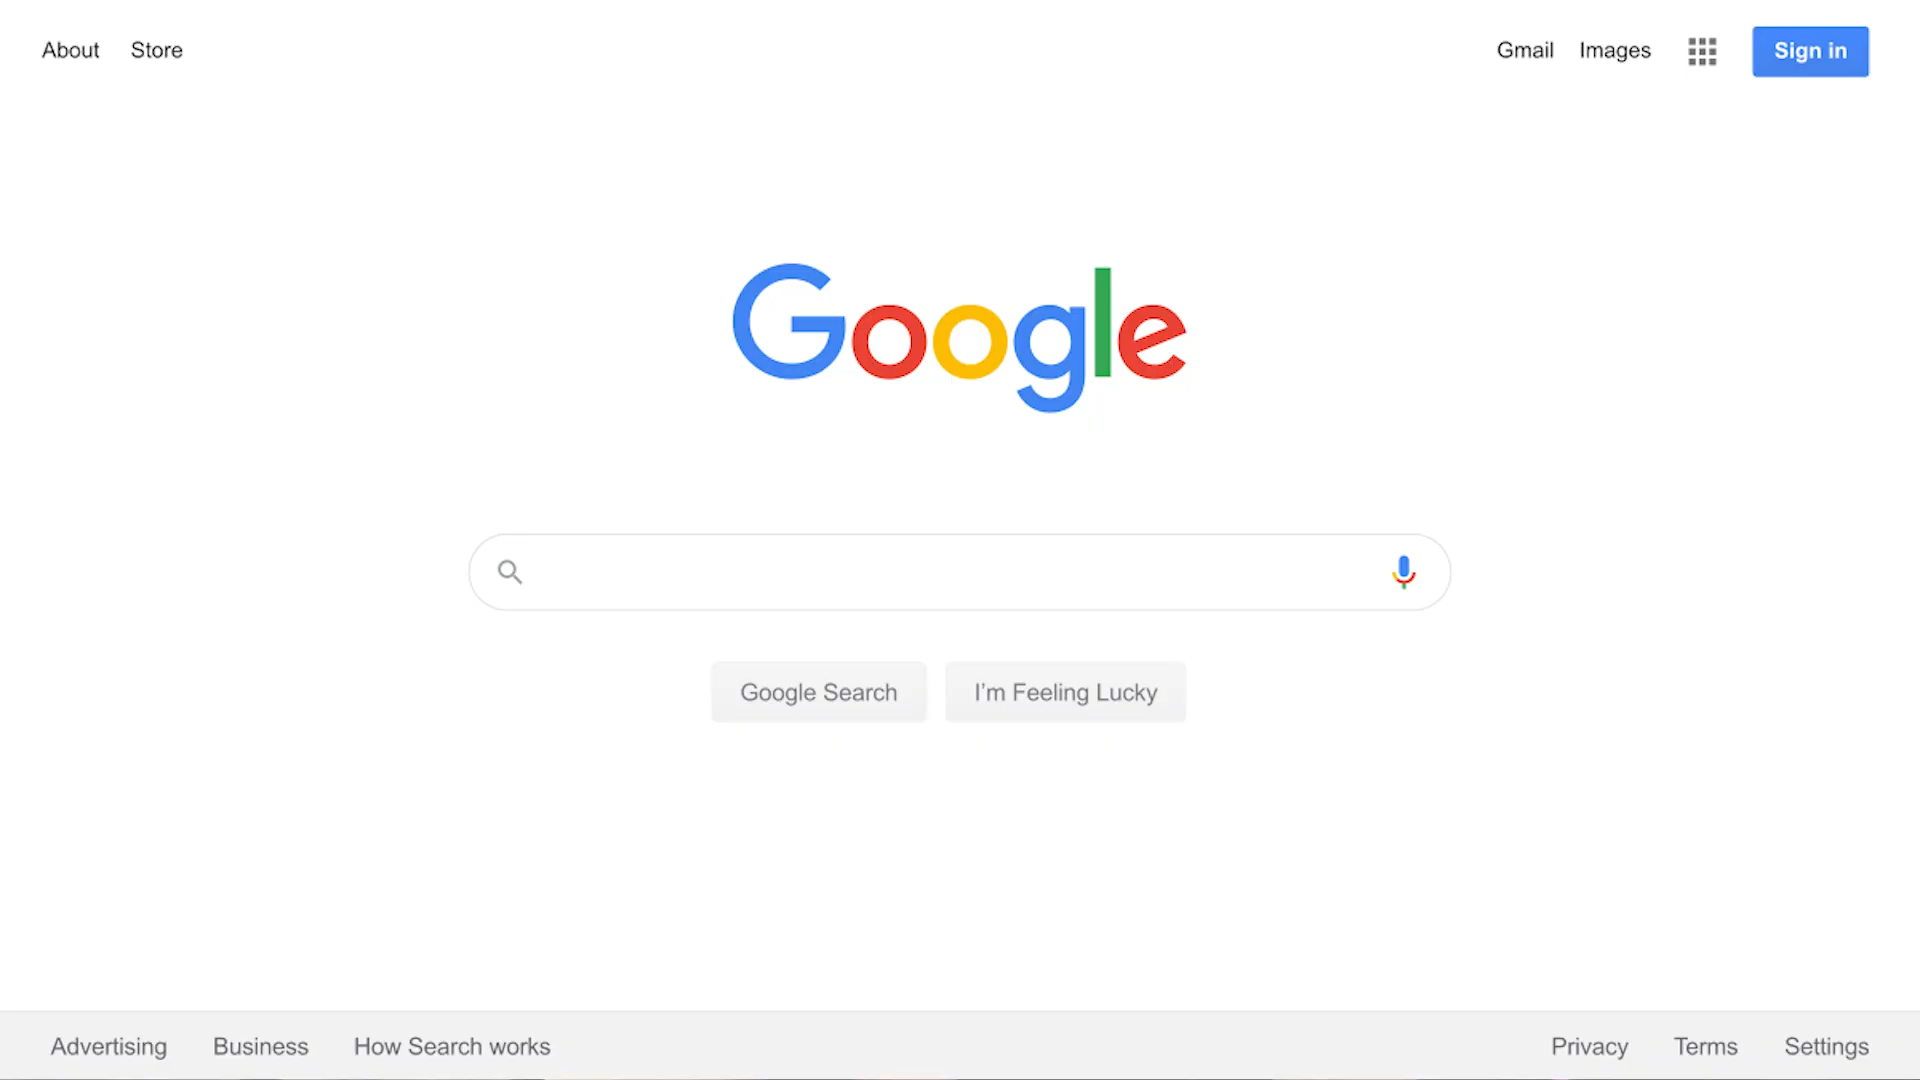 About Store Gmail Images Sign in
Google
Google Search I’m Feeling Lucky
Advertising Business How Search works Privacy Terms Settings